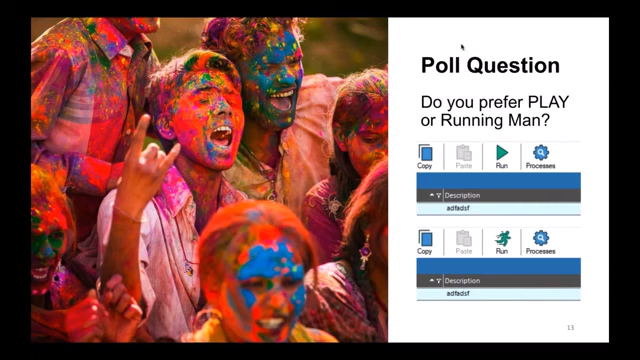 Poll Question
Do you prefer PLAY
or Running Man?
Copy Paste Run Processes
Description
adfadsf
Copy Paste Run Processes
Description
adfadsf
13